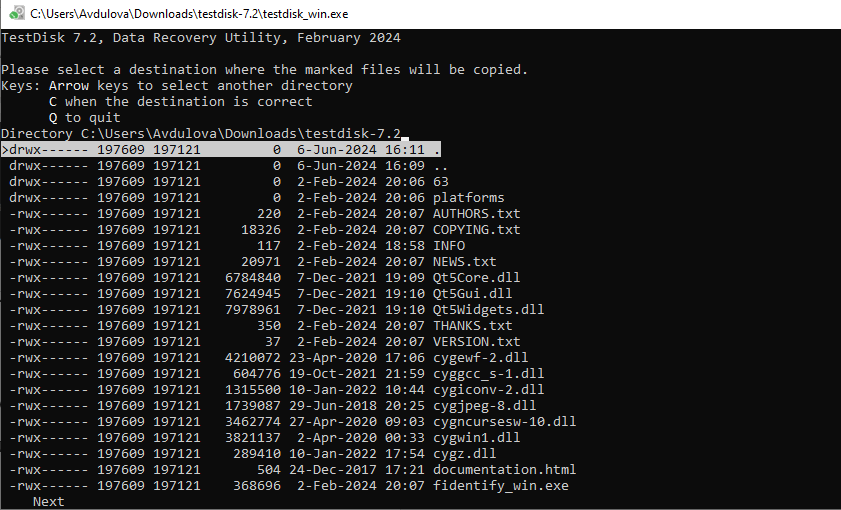 C:\Users\Avdulova\Downloads\testdisk-7.2\testdisk_win.exe
TestDisk 7.2, Data Recovery Utility, February 2024
Please select a destination where the marked files will be copied.
Keys: Arrow keys to select another directory
      C when the destination is correct
      Q to quit
Directory C:\Users\Avdulova\Downloads\testdisk-7.2
>drwx------ 197609 197121         0  6-Jun-2024 16:11 .
 drwx------ 197609 197121         0  6-Jun-2024 16:09 ..
 drwx------ 197609 197121         0  2-Feb-2024 20:06 63
 drwx------ 197609 197121         0  2-Feb-2024 20:06 platforms
 -rwx------ 197609 197121       220  2-Feb-2024 20:07 AUTHORS.txt
 -rwx------ 197609 197121     18326  2-Feb-2024 20:07 COPYING.txt
 -rwx------ 197609 197121       117  2-Feb-2024 18:58 INFO
 -rwx------ 197609 197121     20971  2-Feb-2024 20:07 NEWS.txt
 -rwx------ 197609 197121   6784840  7-Dec-2021 19:09 Qt5Core.dll
 -rwx------ 197609 197121   7624945  7-Dec-2021 19:10 Qt5Gui.dll
 -rwx------ 197609 197121   7978961  7-Dec-2021 19:10 Qt5Widgets.dll
 -rwx------ 197609 197121       350  2-Feb-2024 20:07 THANKS.txt
 -rwx------ 197609 197121        37  2-Feb-2024 20:07 VERSION.txt
 -rwx------ 197609 197121   4210072 23-Apr-2020 17:06 cygewf-2.dll
 -rwx------ 197609 197121    604776 19-Oct-2021 21:59 cyggcc_s-1.dll
 -rwx------ 197609 197121   1315500 10-Jan-2022 10:44 cygiconv-2.dll
 -rwx------ 197609 197121   1739087 29-Jun-2018 20:25 cygjpeg-8.dll
 -rwx------ 197609 197121   3462774 27-Apr-2020 09:03 cygncursesw-10.dll
 -rwx------ 197609 197121   3821137  2-Apr-2020 00:33 cygwin1.dll
 -rwx------ 197609 197121    289410 10-Jan-2022 17:54 cygz.dll
 -rwx------ 197609 197121       504 24-Dec-2017 17:21 documentation.html
 -rwx------ 197609 197121    368696  2-Feb-2024 20:07 fidentify_win.exe
    Next